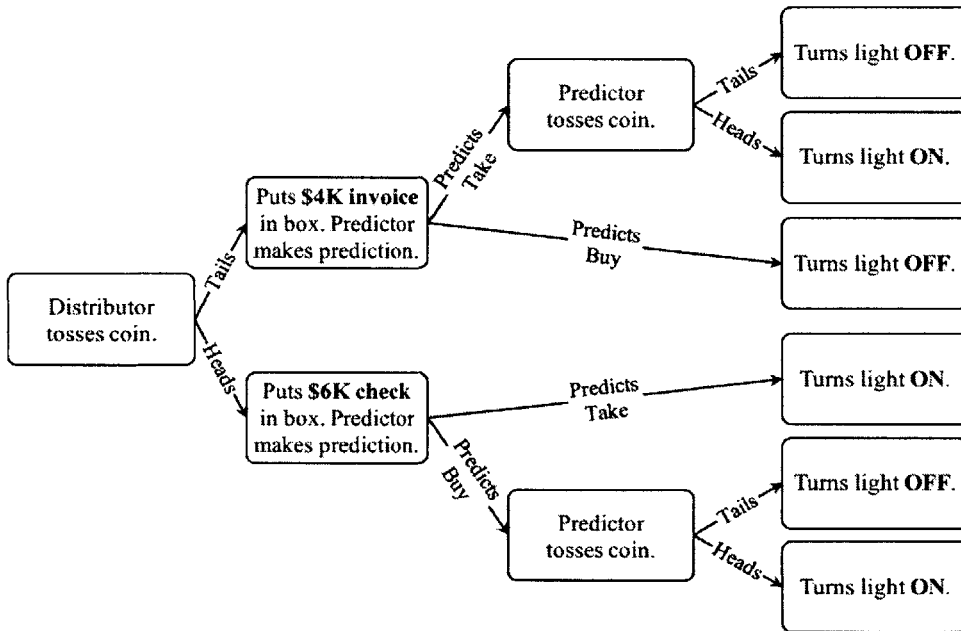 Distributor
tosses coin.
Tails
Heads
Puts $4K invoice
in box. Predictor
makes prediction.
Predicts
Take
Predicts
Buy
Predictor
tosses coin.
Tails
Heads
Turns light OFF.
Turns light ON.
Turns light OFF.
Puts $6K check
in box. Predictor
makes prediction.
Predicts
Take
Predicts
Buy
Turns light ON.
Predictor
tosses coin.
Tails
Heads
Turns light OFF.
Turns light ON.